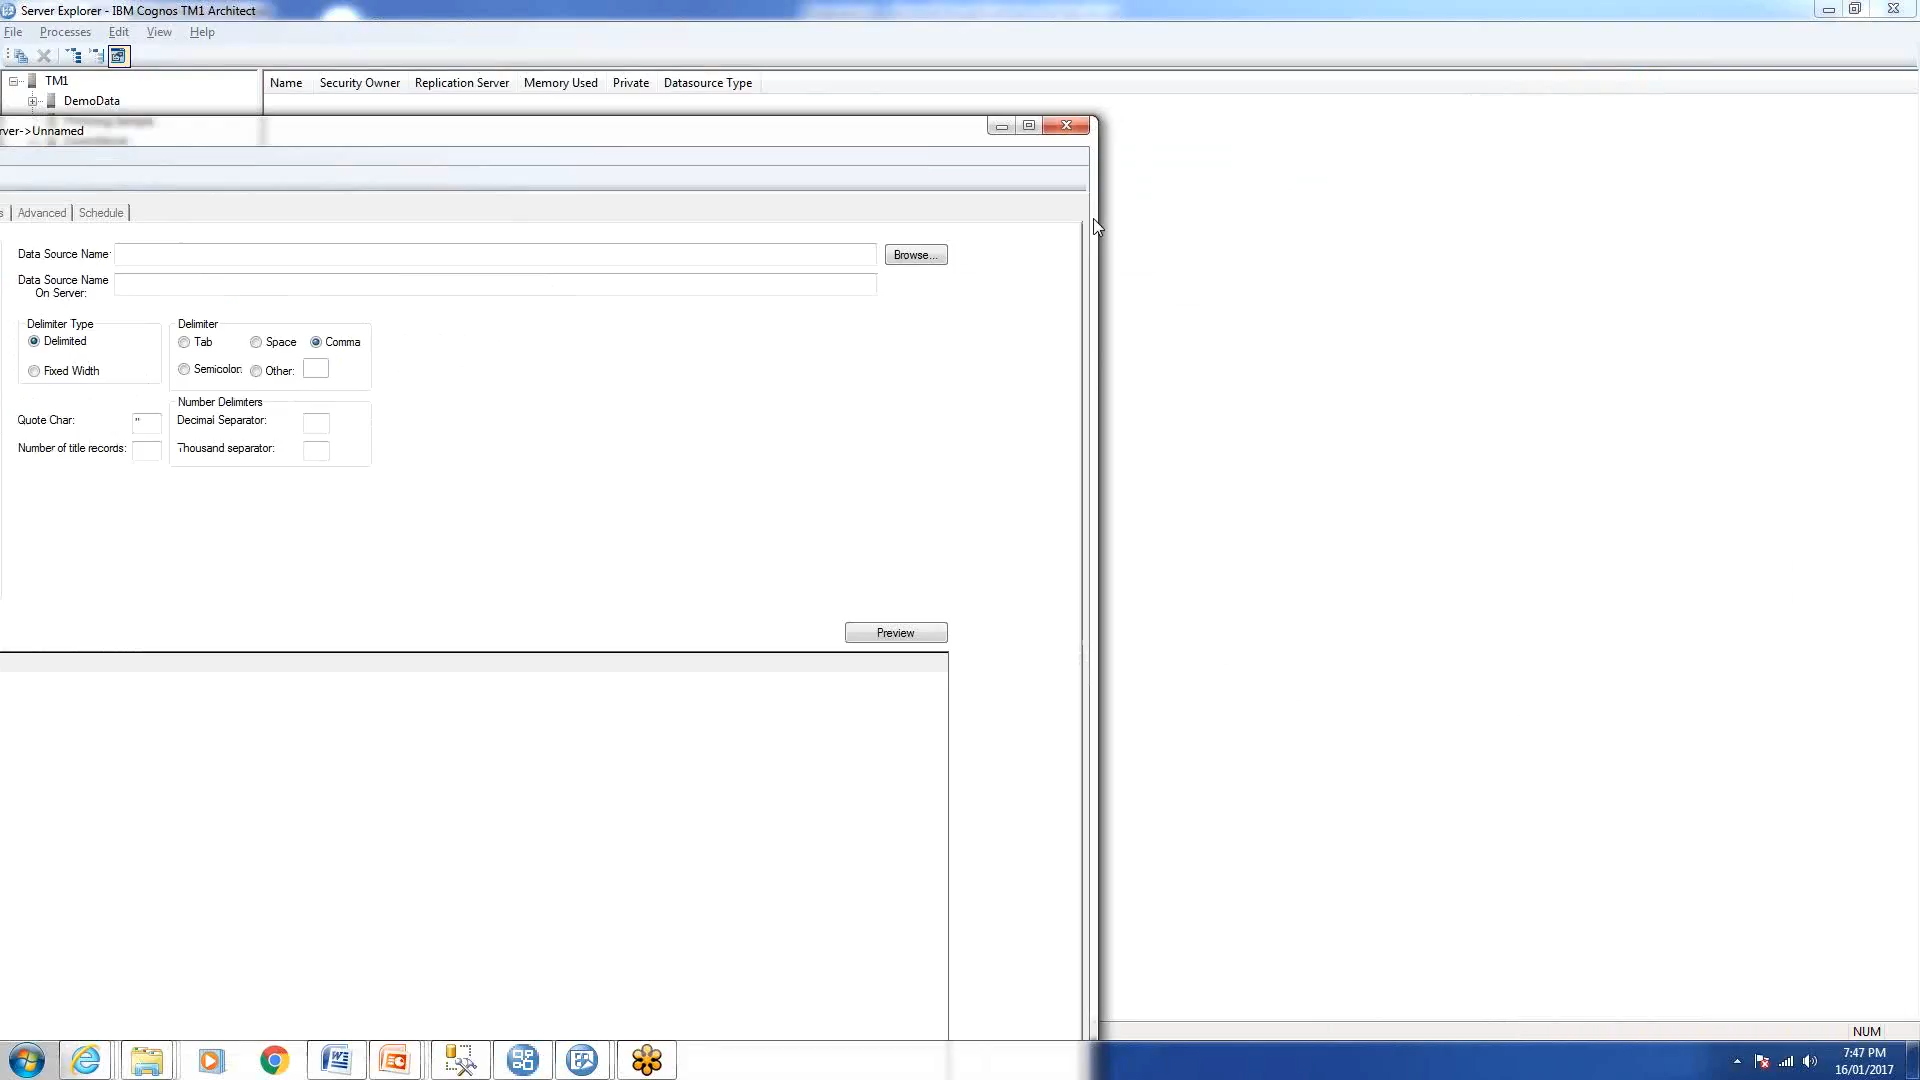 Server Explorer - IBM Cognos TM1 Architect
File Processes Edit View Help
TM1
DemoData
Name Security Owner Replication Server Memory Used Private Datasource Type
rver->Unnamed
s Advanced Schedule
Data Source Name
Browse...
Data Source Name
On Server:
Delimiter Type
Delimited
Fixed Width
Delimiter
Tab Space Comma
Semicolor: Other:
Quote Char: "
Number of title records:
Number Delimiters
Decimal Separator:
Thousand separator:
Preview
NUM
7:47 PM
16/01/2017